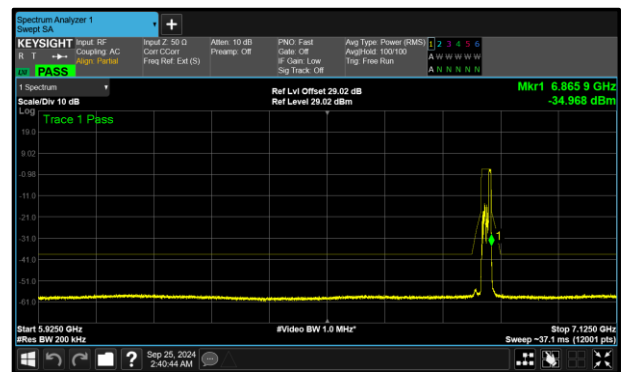 Spectrum Analyzer 1
Swept SA
KEYSIGHT
R T
PASS
Input: RF
Coupling: AC
Align: Partial
Input Z: 50 Ω
Corr CCorr
Freq Ref: Ext (S)
Atten: 10 dB
Preamp: Off
PNO: Fast
Gate: Off
IF Gain: Low
Sig Track: Off
Avg Type: Power (RMS)
Avg|Hold: 100/100
Trig: Free Run
1 2 3 4 5 6
A W W W W W
A N N N N N
1 Spectrum
Scale/Div 10 dB
Ref Lvl Offset 29.02 dB
Ref Level 29.02 dBm
Mkr1 6.865 9 GHz
-34.968 dBm
Log
Trace 1 Pass
19.0
9.02
-0.98
-11.0
-21.0
-31.0
-41.0
-51.0
-61.0
1
Start 5.9250 GHz
#Res BW 200 kHz
#Video BW 1.0 MHz*
Stop 7.1250 GHz
Sweep ~37.1 ms (12001 pts)
?
Sep 25, 2024
2:40:44 AM